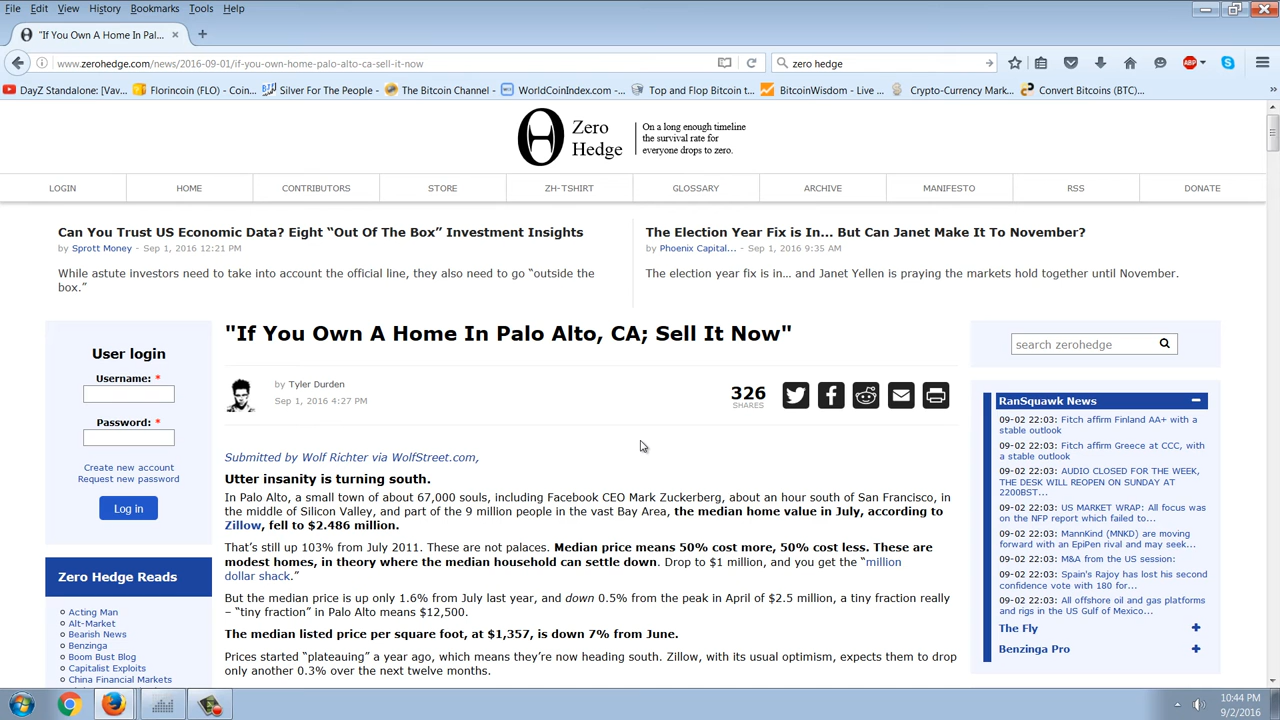 File Edit View History Bookmarks Tools Help
"If You Own A Home In Pal...
www.zerohedge.com/news/2016-09-01/if-you-own-home-palo-alto-ca-sell-it-now
zero hedge
ABP
DayZ Standalone: [Vav... Florincoin (FLO) - Coin... Silver For The People - The Bitcoin Channel - WorldCoinIndex.com -... Top and Flop Bitcoin t... BitcoinWisdom - Live ... Crypto-Currency Mark... Convert Bitcoins (BTC)...
Zero
Hedge
On a long enough timeline
the survival rate for
everyone drops to zero.
LOGIN HOME CONTRIBUTORS STORE ZH-TSHIRT GLOSSARY ARCHIVE MANIFESTO RSS DONATE
Can You Trust US Economic Data? Eight “Out Of The Box” Investment Insights
by Sprott Money - Sep 1, 2016 12:21 PM
While astute investors need to take into account the official line, they also need to go “outside the
box.”
The Election Year Fix is In... But Can Janet Make It To November?
by Phoenix Capital... - Sep 1, 2016 9:35 AM
The election year fix is in... and Janet Yellen is praying the markets hold together until November.
User login
Username: *
Password: *
Create new account
Request new password
Log in
Zero Hedge Reads
Acting Man
Alt-Market
Bearish News
Benzinga
Boom Bust Blog
Capitalist Exploits
China Financial Markets
"If You Own A Home In Palo Alto, CA; Sell It Now"
by Tyler Durden
Sep 1, 2016 4:27 PM
326
SHARES
Submitted by Wolf Richter via WolfStreet.com,
Utter insanity is turning south.
In Palo Alto, a small town of about 67,000 souls, including Facebook CEO Mark Zuckerberg, about an hour south of San Francisco, in
the middle of Silicon Valley, and part of the 9 million people in the vast Bay Area, the median home value in July, according to
Zillow, fell to $2.486 million.
That’s still up 103% from July 2011. These are not palaces. Median price means 50% cost more, 50% cost less. These are
modest homes, in theory where the median household can settle down. Drop to $1 million, and you get the “million
dollar shack.”
But the median price is up only 1.6% from July last year, and down 0.5% from the peak in April of $2.5 million, a tiny fraction really
– “tiny fraction” in Palo Alto means $12,500.
The median listed price per square foot, at $1,357, is down 7% from June.
Prices started “plateauing” a year ago, which means they’re now heading south. Zillow, with its usual optimism, expects them to drop
only another 0.3% over the next twelve months.
search zerohedge
RanSquawk News
09-02 22:03: Fitch affirm Finland AA+ with a
stable outlook
09-02 22:03: Fitch affirm Greece at CCC, with
a stable outlook
09-02 22:03: AUDIO CLOSED FOR THE WEEK,
THE DESK WILL REOPEN ON SUNDAY AT
2200BST...
09-02 22:03: US MARKET WRAP: All focus was
on the NFP report which failed to...
09-02 22:03: MannKind (MNKD) are moving
forward with an EpiPen rival and may seek...
09-02 22:03: M&A from the US session:
09-02 22:03: Spain's Rajoy has lost his second
confidence vote with 180 for...
09-02 22:03: All offshore oil and gas platforms
and rigs in the US Gulf of Mexico...
The Fly
Benzinga Pro
10:44 PM
9/2/2016